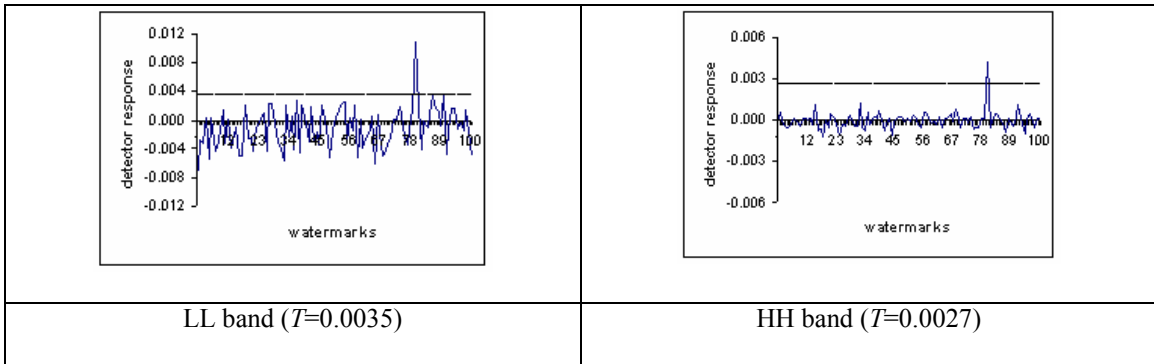 0.012
0.008
0.004
0.000
-0.004
-0.008
-0.012
detector response
12 23 34 45 56 67 78 89 100
watermarks
0.006
0.003
0.000
-0.003
-0.006
detector response
12 23 34 45 56 67 78 89 100
watermarks
LL band (T=0.0035)
HH band (T=0.0027)